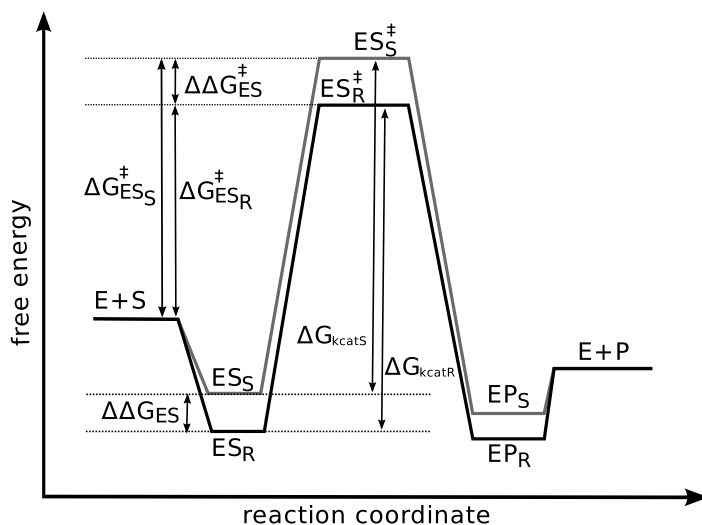 ES‡S
ΔΔG‡ES
ES‡R
ΔG‡ESS
ΔG‡ESR
E+S
ΔGkcatS
E+P
ΔGkcatR
ESS
EPS
ΔΔGES
ESR
EPR
free energy
reaction coordinate